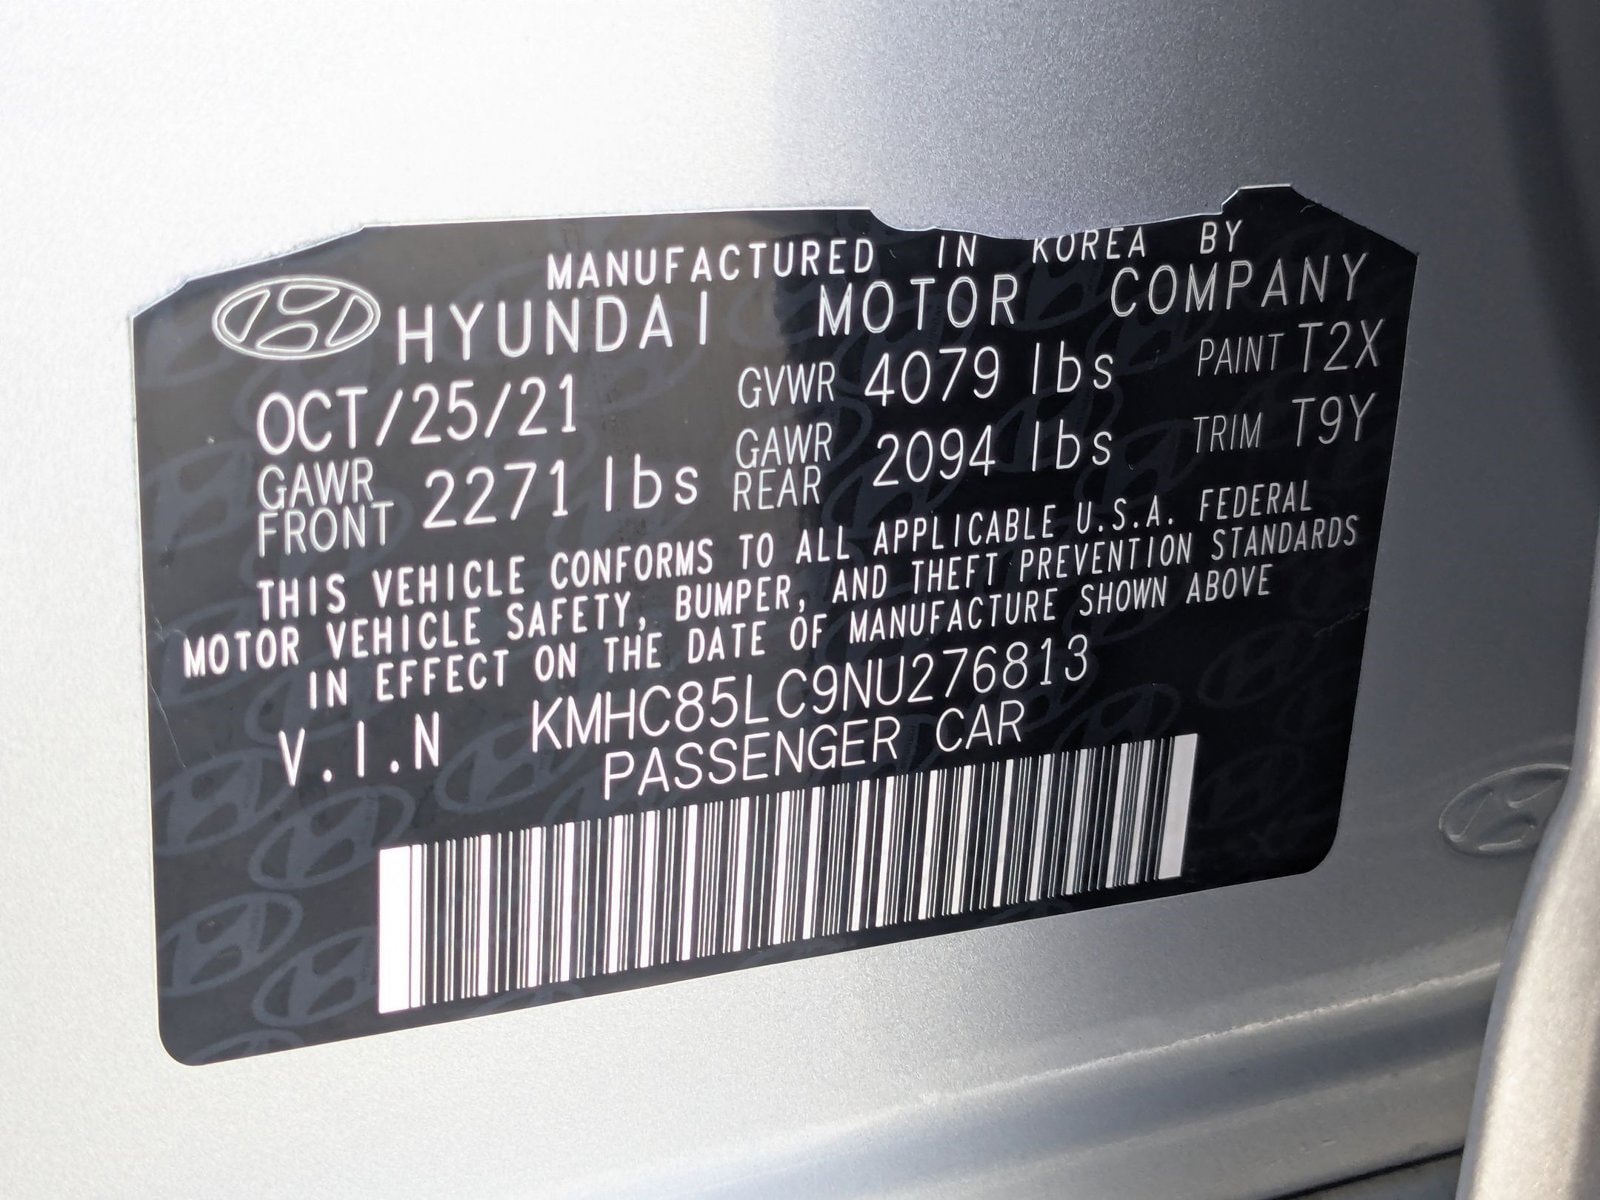 MANUFACTURED IN KOREA BY
HYUNDAI MOTOR COMPANY
OCT/25/21 GVWR 4079 lbs PAINT T2X
GAWR FRONT 2271 lbs GAWR REAR 2094 lbs TRIM T9Y
THIS VEHICLE CONFORMS TO ALL APPLICABLE U.S.A. FEDERAL
MOTOR VEHICLE SAFETY, BUMPER, AND THEFT PREVENTION STANDARDS
IN EFFECT ON THE DATE OF MANUFACTURE SHOWN ABOVE
V.I.N KMHC85LC9NU276813
PASSENGER CAR